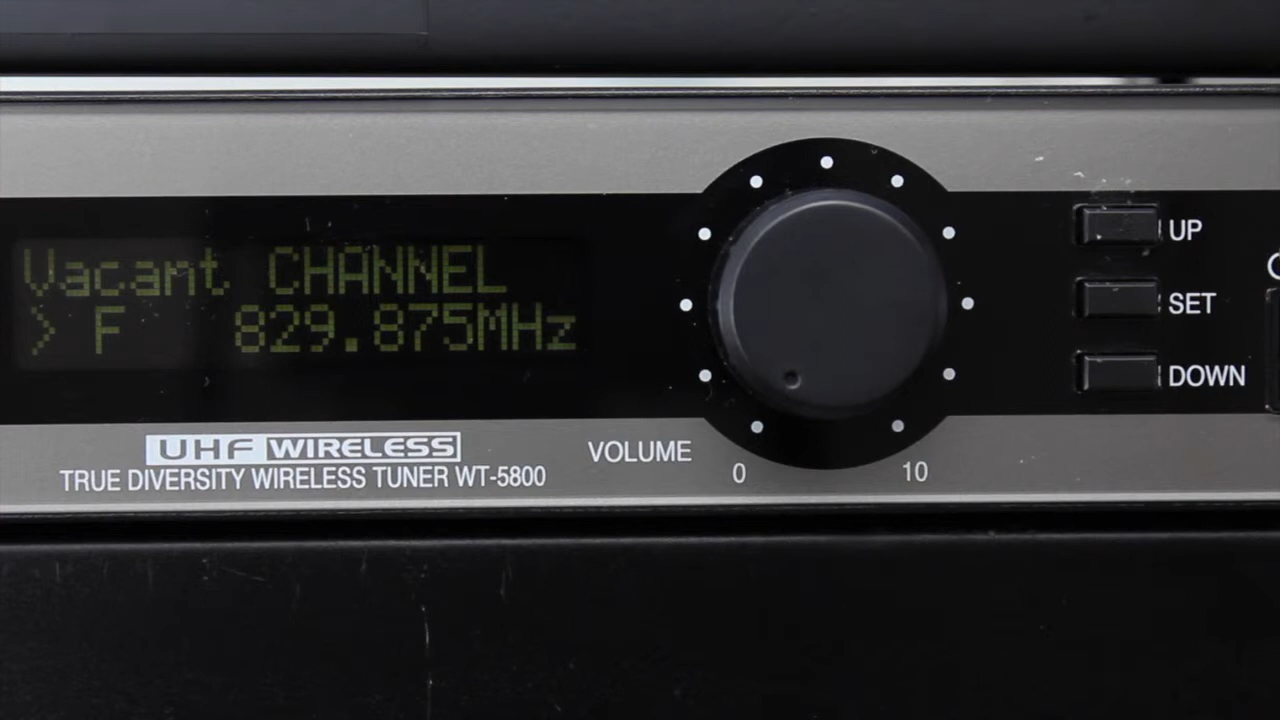 Vacant CHANNEL
> F 829.875MHz
UHF WIRELESS
TRUE DIVERSITY WIRELESS TUNER WT-5800
VOLUME
0
10
UP
SET
DOWN